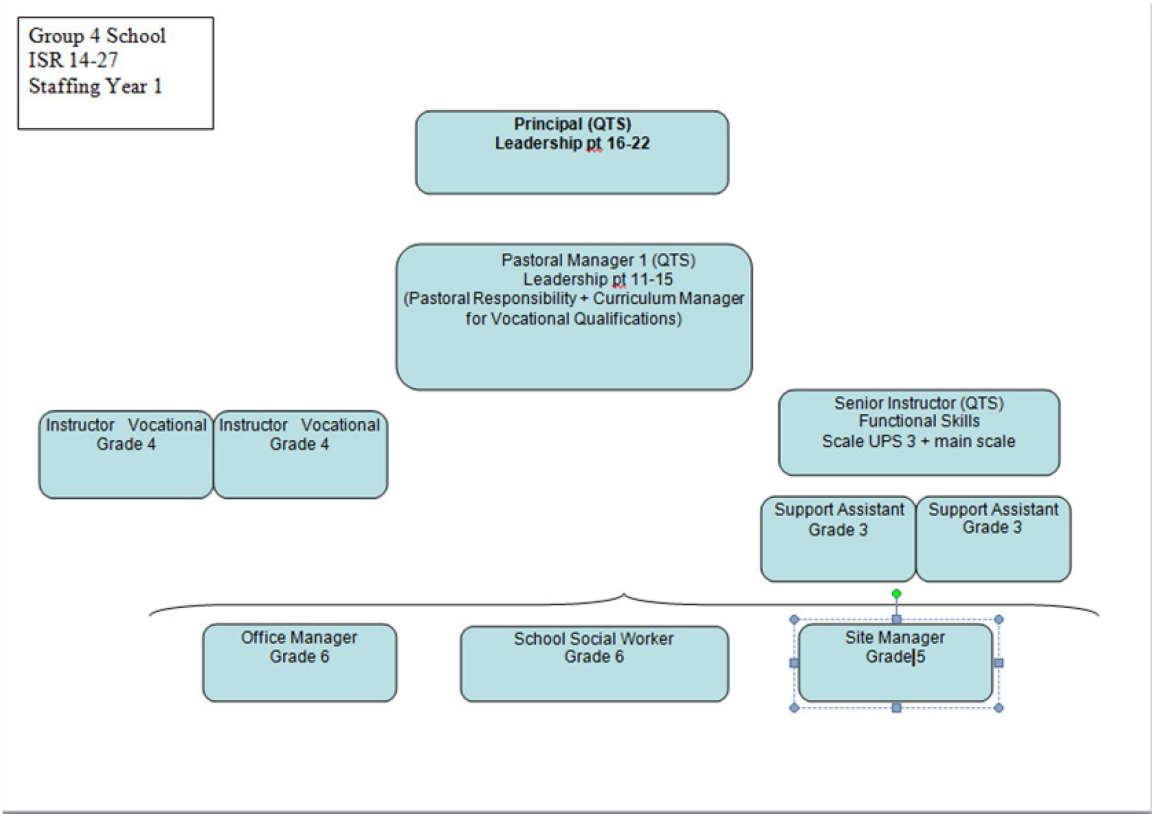 Group 4 School
ISR 14-27
Staffing Year 1
Principal (QTS)
Leadership pt 16-22
Pastoral Manager 1 (QTS)
Leadership pt 11-15
(Pastoral Responsibility + Curriculum Manager
for Vocational Qualifications)
Instructor Vocational
Grade 4
Instructor Vocational
Grade 4
Senior Instructor (QTS)
Functional Skills
Scale UPS 3 + main scale
Support Assistant
Grade 3
Support Assistant
Grade 3
Office Manager
Grade 6
School Social Worker
Grade 6
Site Manager
Grade 5